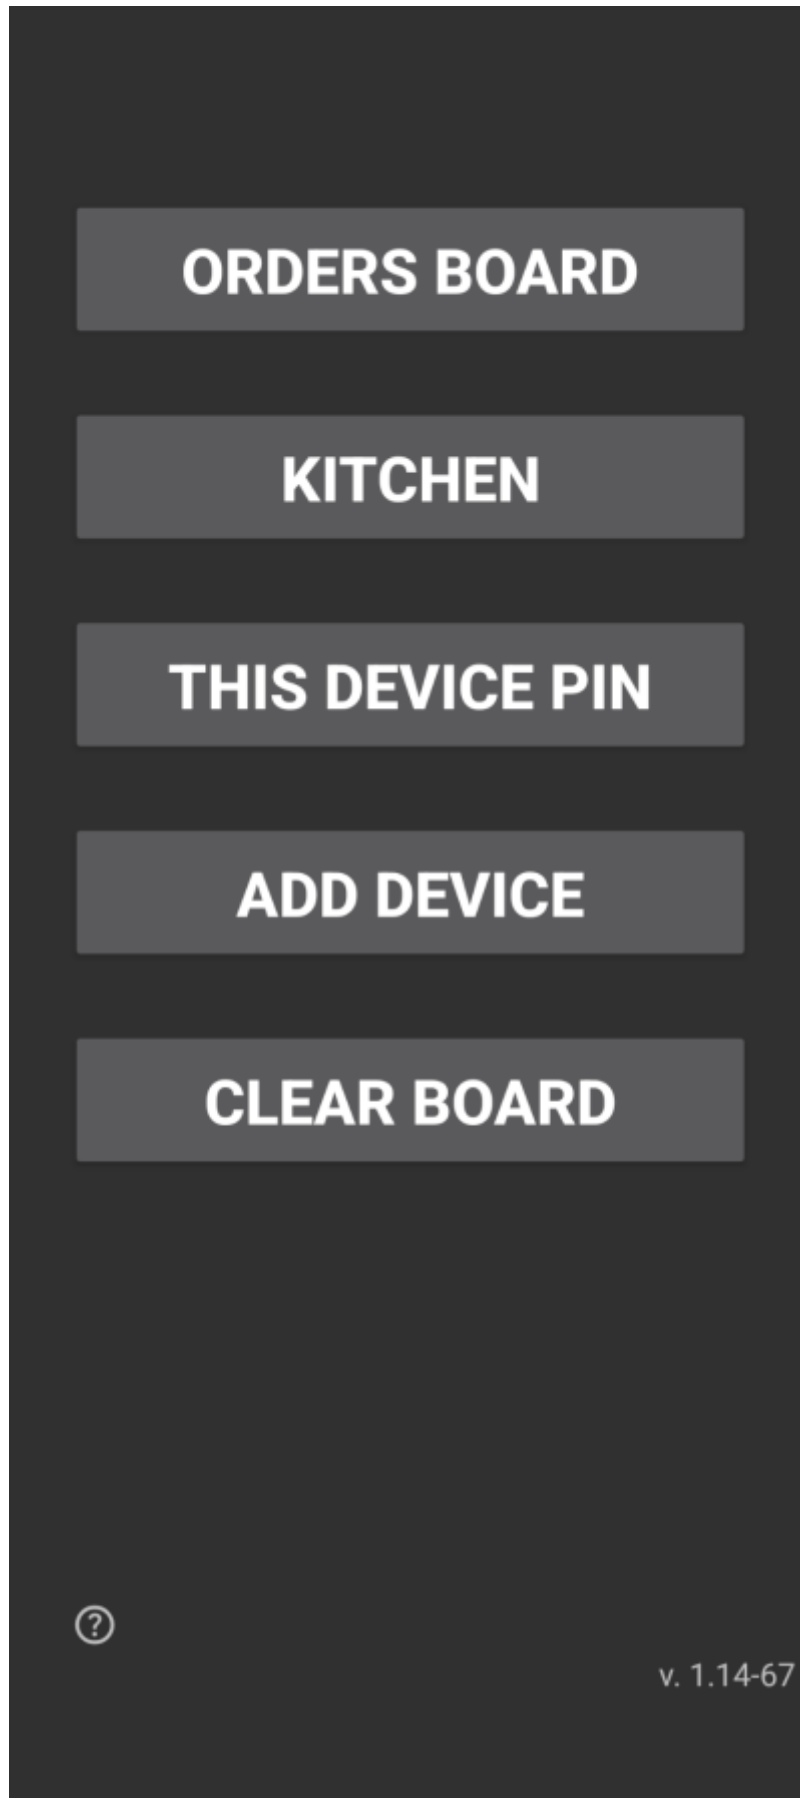 ORDERS BOARD
KITCHEN
THIS DEVICE PIN
ADD DEVICE
CLEAR BOARD
?
v. 1.14-67